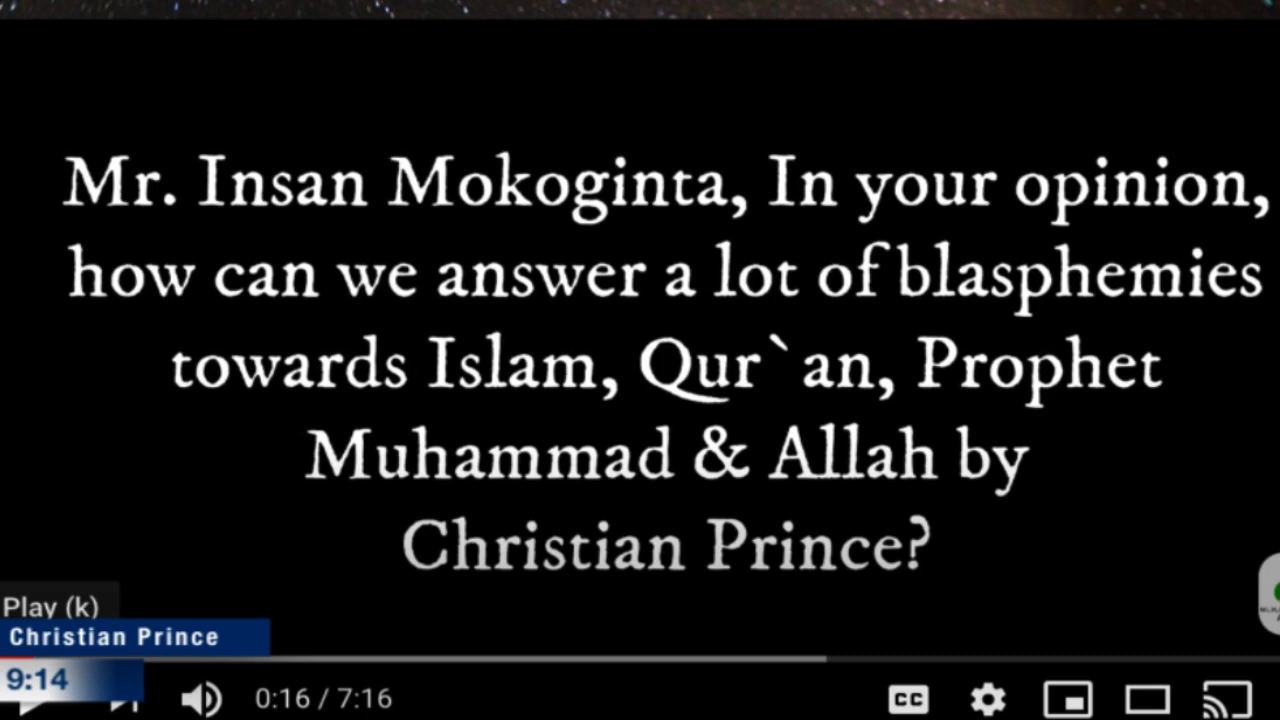 Mr. Insan Mokoginta, In your opinion,
how can we answer a lot of blasphemies
towards Islam, Qur`an, Prophet
Muhammad & Allah by
Christian Prince?
Play (k)
Christian Prince
9:14
0:16 / 7:16
CC